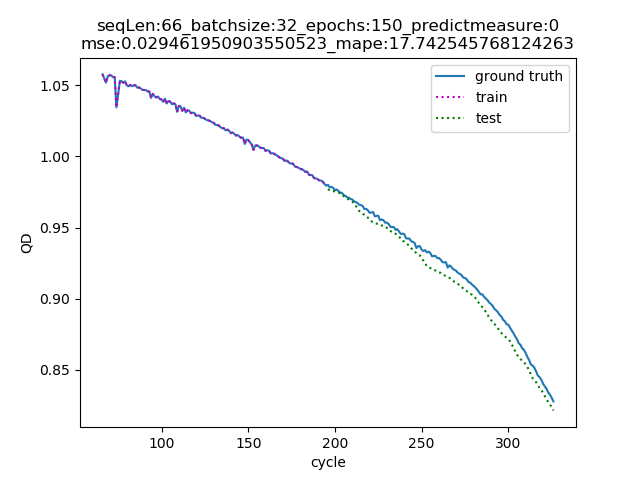 seqLen:66_batchsize:32_epochs:150_predictmeasure:0
mse:0.029461950903550523_mape:17.742545768124263
ground truth
train
test
1.05
1.00
0.95
0.90
0.85
QD
100
150
200
250
300
cycle